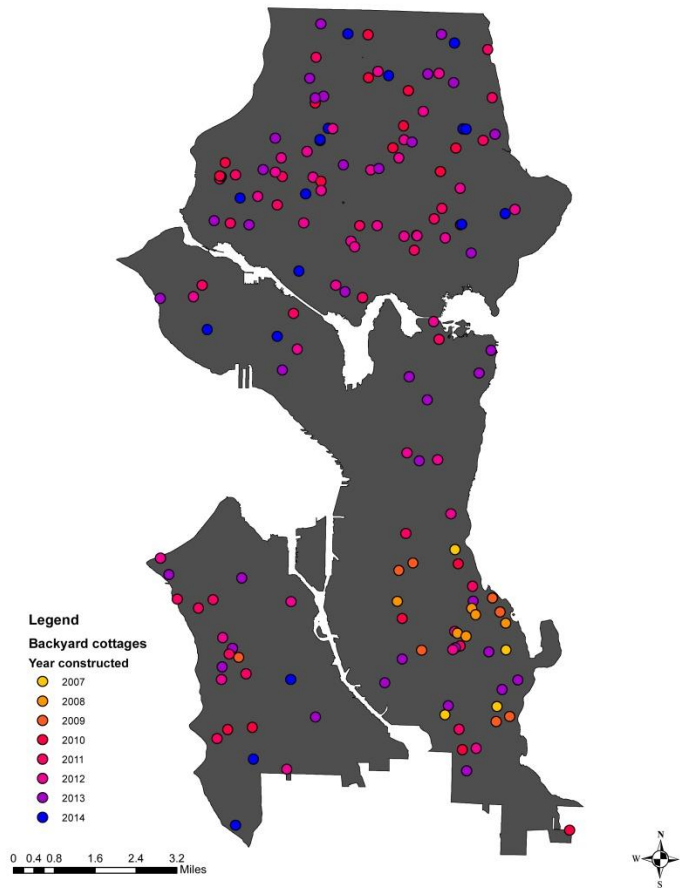 Legend
Backyard cottages
Year constructed
2007
2008
2009
2010
2011
2012
2013
2014
0 0.4 0.8 1.6 2.4 3.2
Miles
N
W
S